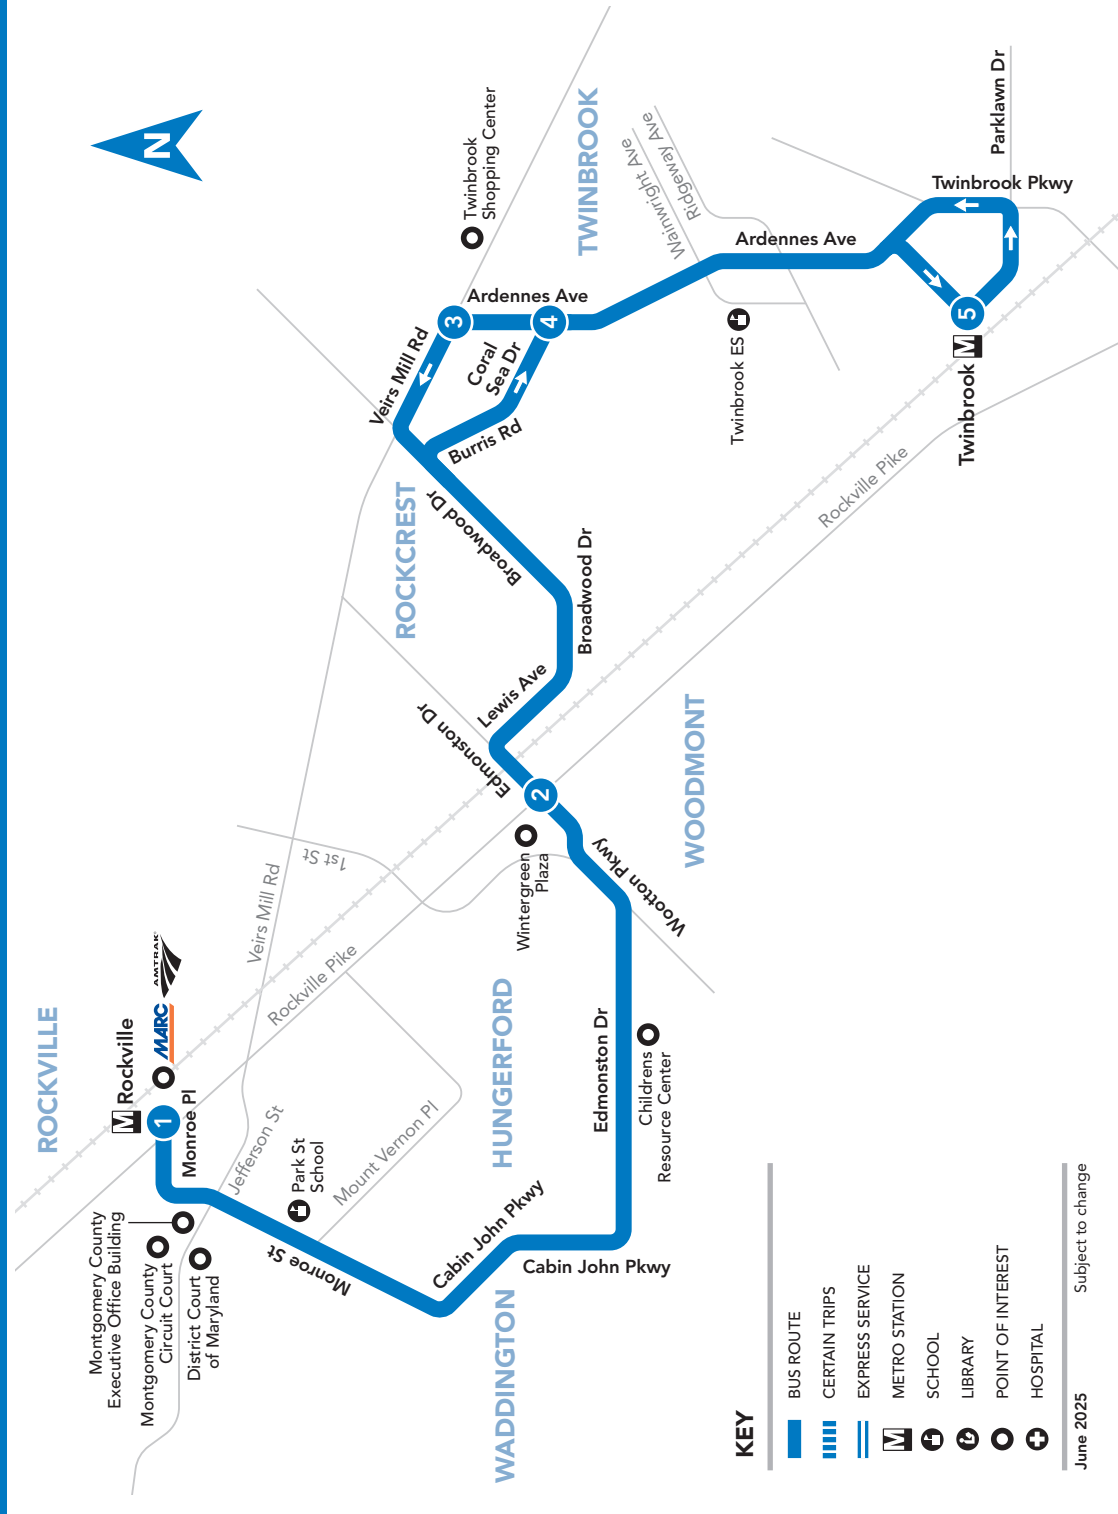 N
ROCKVILLE
M Rockville
MARC
AMTRAK
1
Monroe Pl
Montgomery County
Executive Office Building
Montgomery County
Circuit Court
District Court
of Maryland
Jefferson St
Park St
School
Mount Vernon Pl
Monroe St
Veirs Mill Rd
Rockville Pike
1st St
WADDINGTON
HUNGERFORD
Cabin John Pkwy
Cabin John Pkwy
Edmonston Dr
Childrens
Resource Center
Wootton Pkwy
Wintergreen
Plaza
2
Edmonston Dr
Lewis Ave
WOODMONT
Broadwood Dr
ROCKCREST
Broadwood Dr
Burris Rd
Coral
Sea Dr
Veirs Mill Rd
3
4
Ardennes Ave
Twinbrook
Shopping Center
TWINBROOK
Wainwright Ave
Ridgeway Ave
Twinbrook ES
Ardennes Ave
Rockville Pike
Twinbrook M
5
Twinbrook Pkwy
Parklawn Dr
KEY
BUS ROUTE
CERTAIN TRIPS
EXPRESS SERVICE
M METRO STATION
SCHOOL
LIBRARY
POINT OF INTEREST
HOSPITAL
June 2025
Subject to change